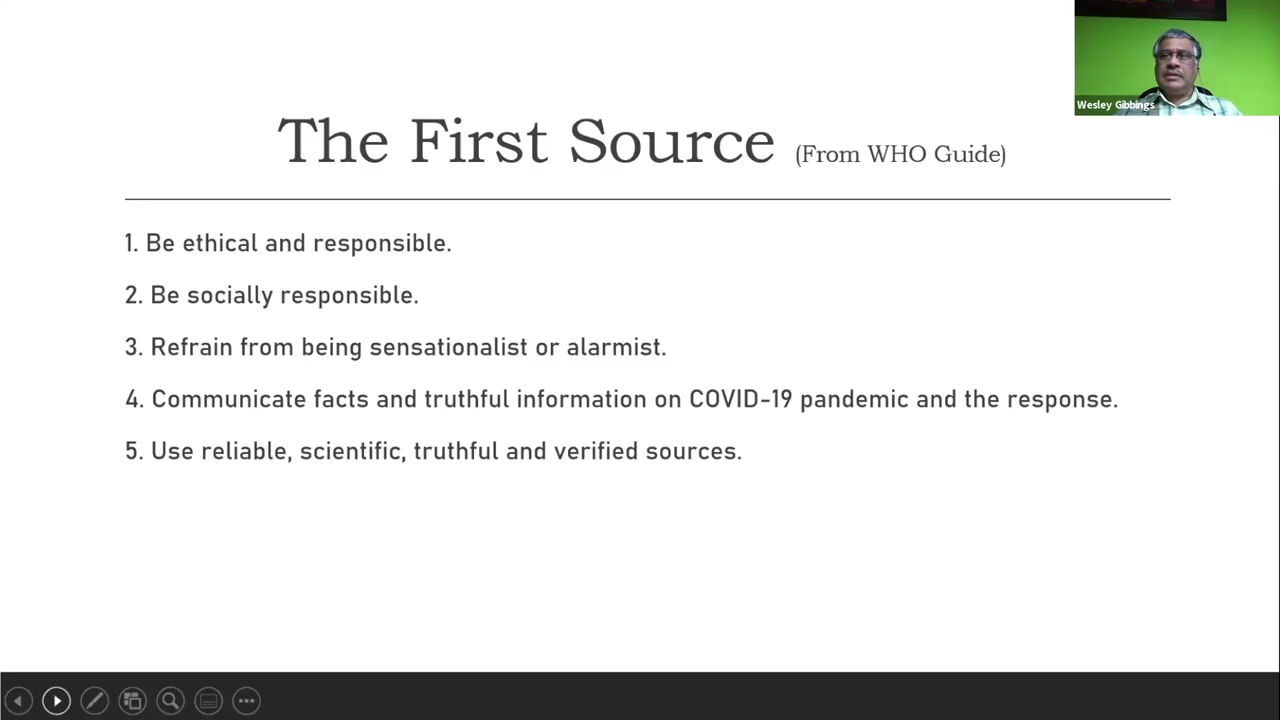 Wesley Gibbings
The First Source (From WHO Guide)
1. Be ethical and responsible.
2. Be socially responsible.
3. Refrain from being sensationalist or alarmist.
4. Communicate facts and truthful information on COVID-19 pandemic and the response.
5. Use reliable, scientific, truthful and verified sources.